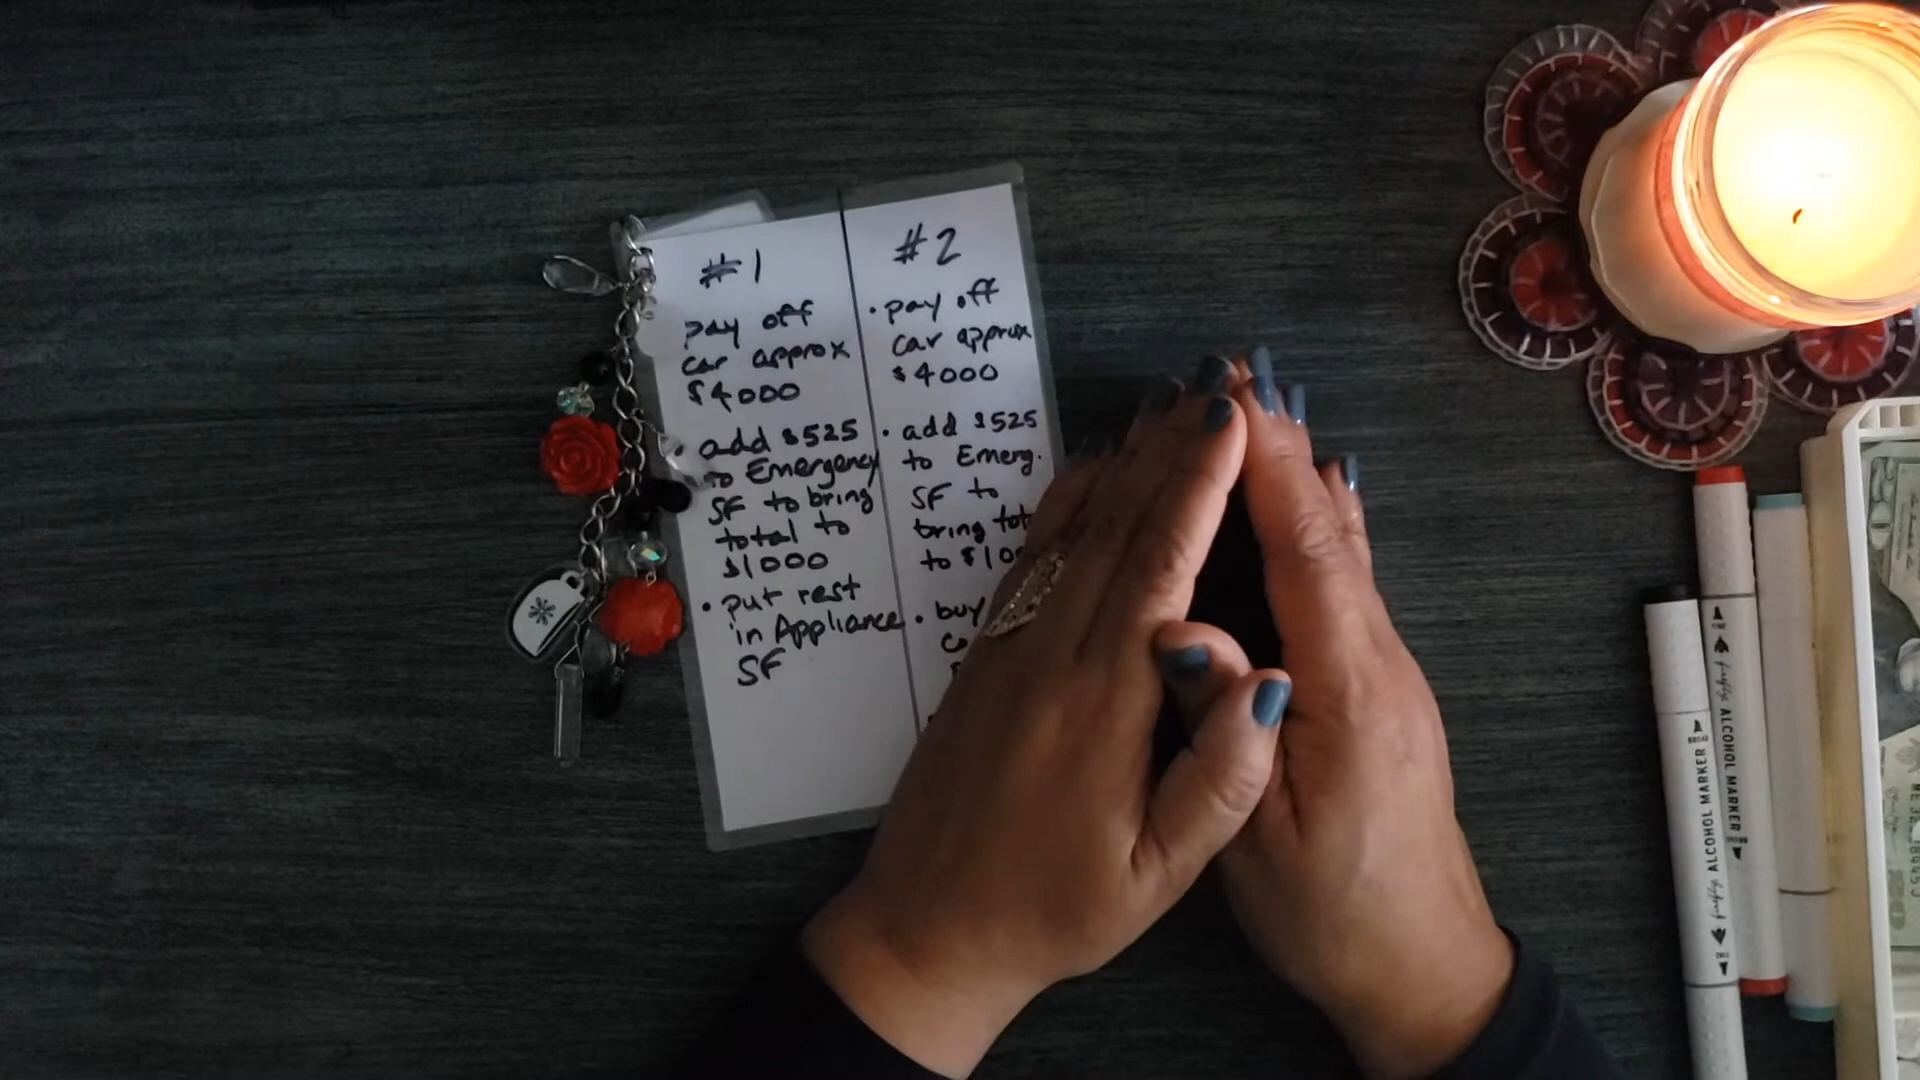 #1
pay off
car approx
$4000
• add $525
to Emergency
SF to bring
total to
$1000
• put rest
in Appliance
SF
#2
• pay off
car approx
$4000
• add $525
to Emerg.
SF to
bring
to
• buy
ALCOHOL MARKER
ALCOHOL MARKER